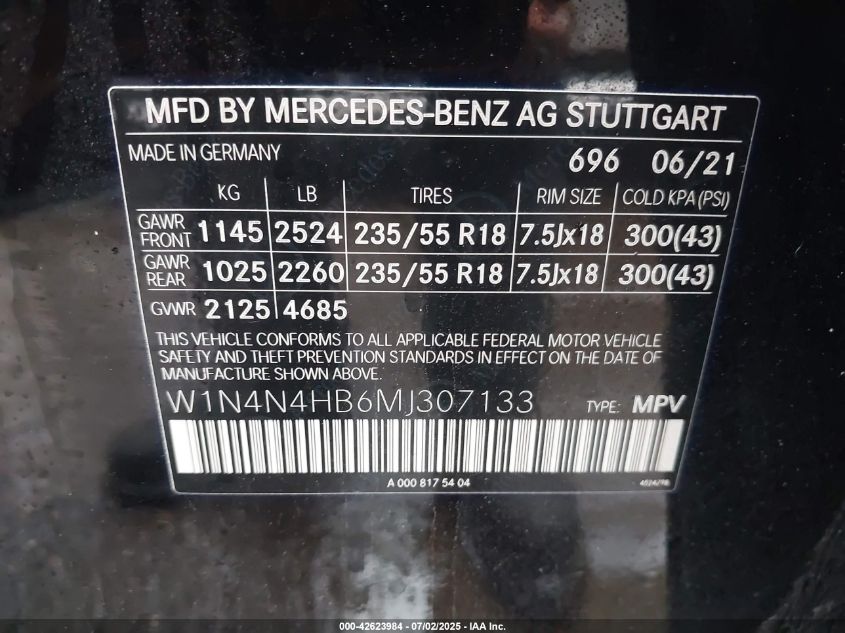 MFD BY MERCEDES-BENZ AG STUTTGART
MADE IN GERMANY 696 06/21
KG LB TIRES RIM SIZE COLD KPA(PSI)
GAWR FRONT 1145 2524 235/55 R18 7.5Jx18 300(43)
GAWR REAR 1025 2260 235/55 R18 7.5Jx18 300(43)
GVWR 2125 4685
THIS VEHICLE CONFORMS TO ALL APPLICABLE FEDERAL MOTOR VEHICLE
SAFETY AND THEFT PREVENTION STANDARDS IN EFFECT ON THE DATE OF
MANUFACTURE SHOWN ABOVE.
W1N4N4HB6MJ307133 TYPE: MPV
A 000 817 54 04
000-42623984 - 07/02/2025 - IAA Inc.